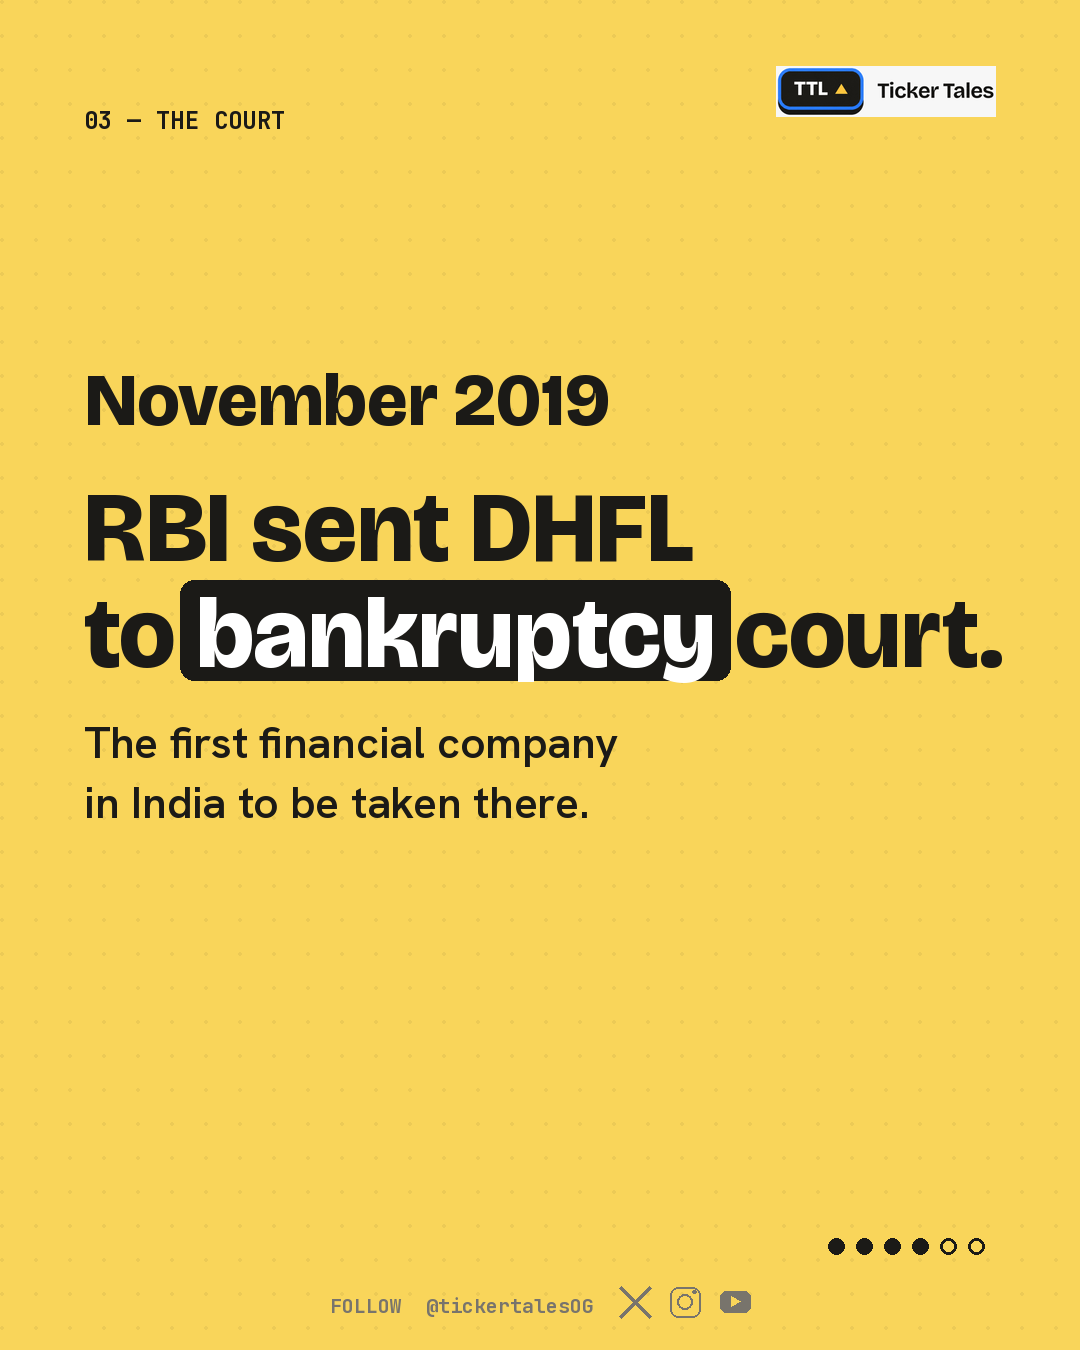 03 — THE COURT
TTL Ticker Tales
November 2019
RBI sent DHFL
to bankruptcy court.
The first financial company
in India to be taken there.
FOLLOW @tickertalesOG